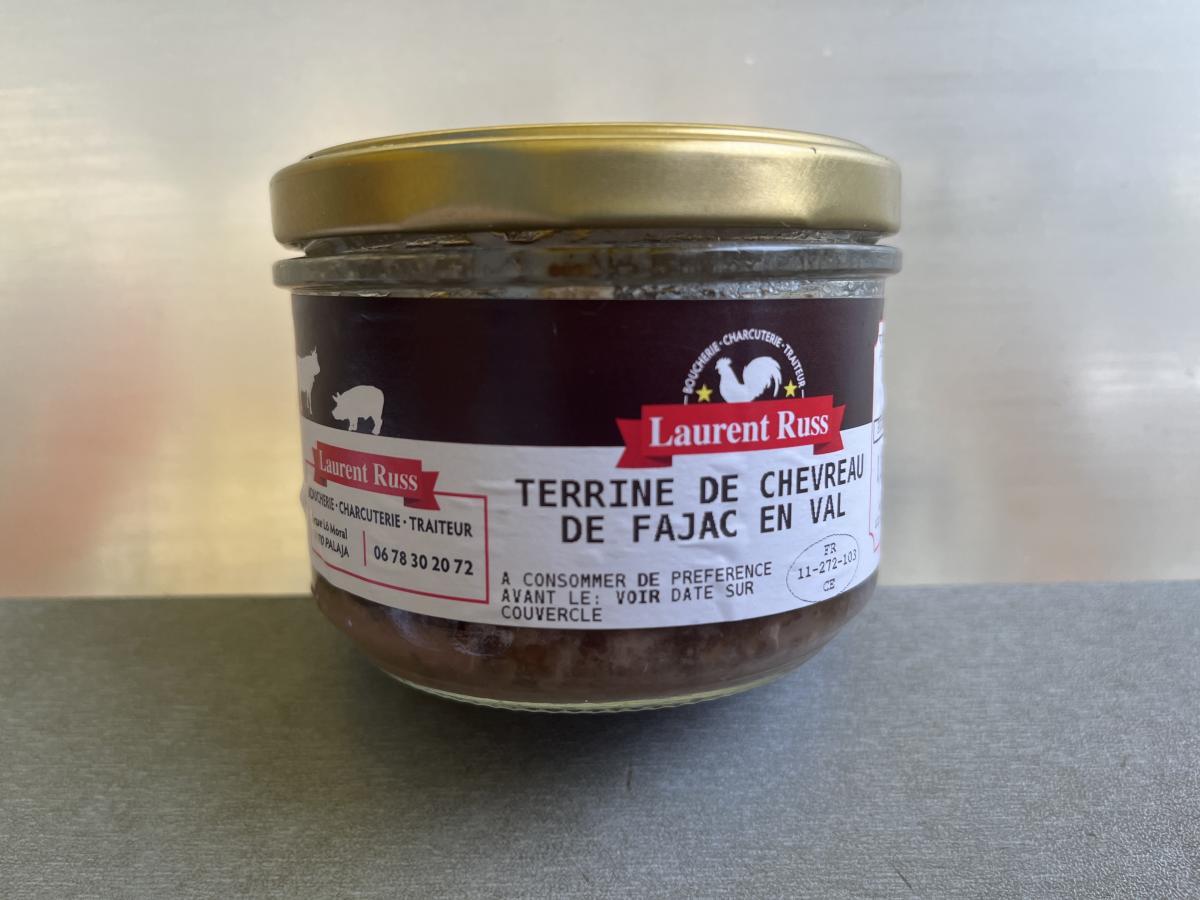 BOUCHERIE·CHARCUTERIE·TRAITEUR
Laurent Russ
TERRINE DE CHEVREAU
DE FAJAC EN VAL
A CONSOMMER DE PREFERENCE
AVANT LE: VOIR DATE SUR
COUVERCLE
FR
11-272-103
CE
Laurent Russ
BOUCHERIE·CHARCUTERIE·TRAITEUR
Moral
PALAJA
06 78 30 20 72